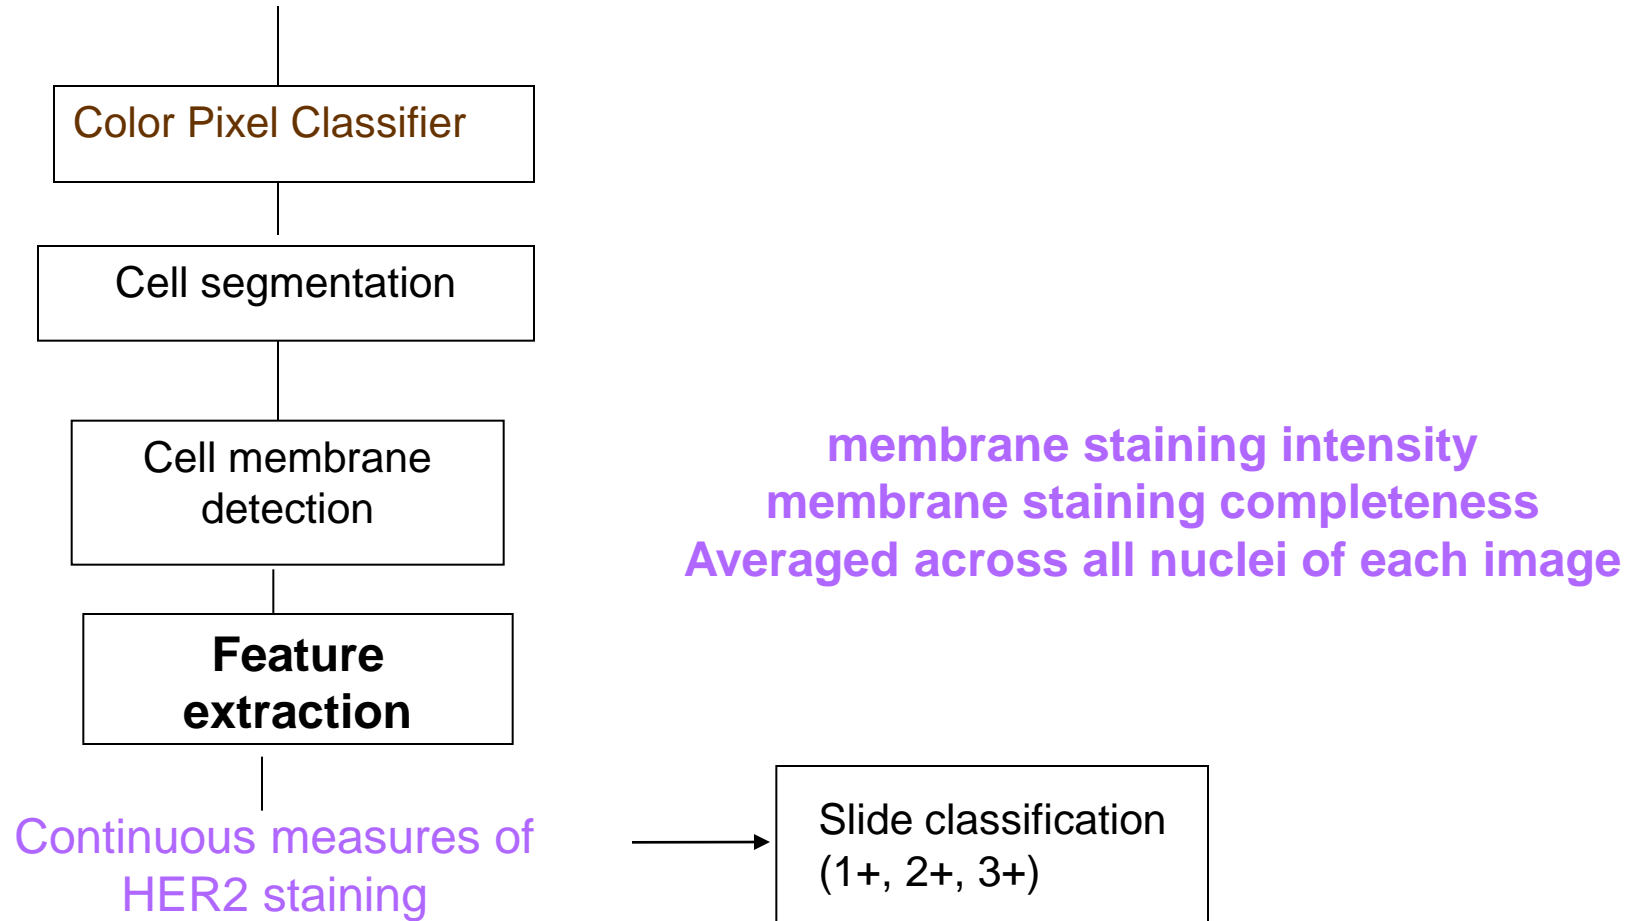 Color Pixel Classifier
Cell segmentation
Cell membrane
detection
membrane staining intensity
membrane staining completeness
Averaged across all nuclei of each image
Feature
extraction
Continuous measures of
HER2 staining
Slide classification
(1+, 2+, 3+)